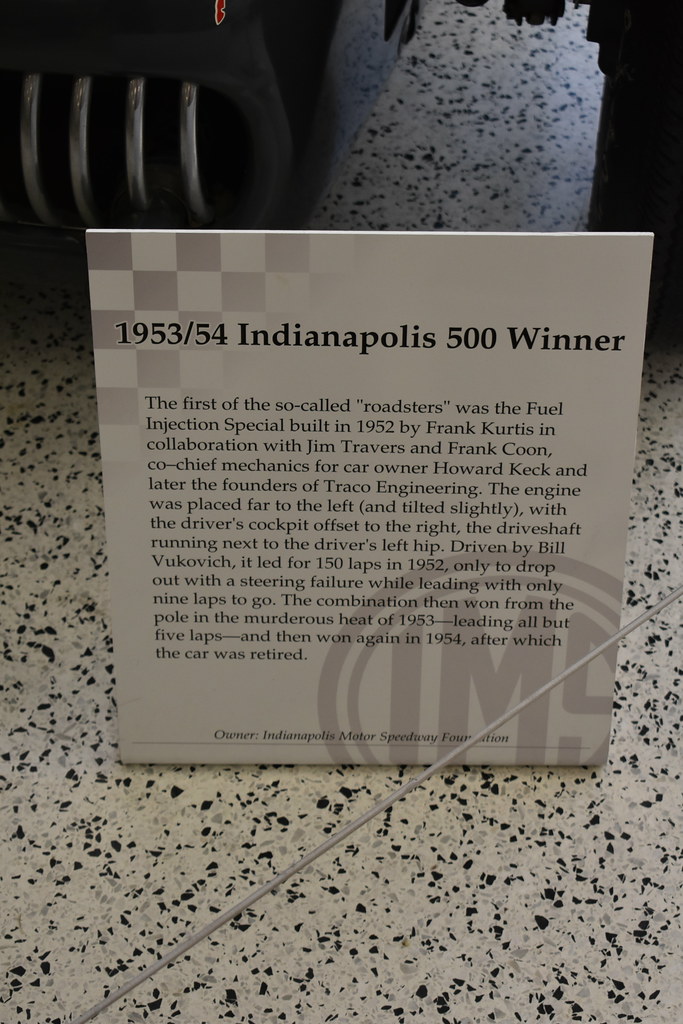 1953/54 Indianapolis 500 Winner
The first of the so-called "roadsters" was the Fuel
Injection Special built in 1952 by Frank Kurtis in
collaboration with Jim Travers and Frank Coon,
co–chief mechanics for car owner Howard Keck and
later the founders of Traco Engineering. The engine
was placed far to the left (and tilted slightly), with
the driver's cockpit offset to the right, the driveshaft
running next to the driver's left hip. Driven by Bill
Vukovich, it led for 150 laps in 1952, only to drop
out with a steering failure while leading with only
nine laps to go. The combination then won from the
pole in the murderous heat of 1953—leading all but
five laps—and then won again in 1954, after which
the car was retired.
IMS
Owner: Indianapolis Motor Speedway Foundation